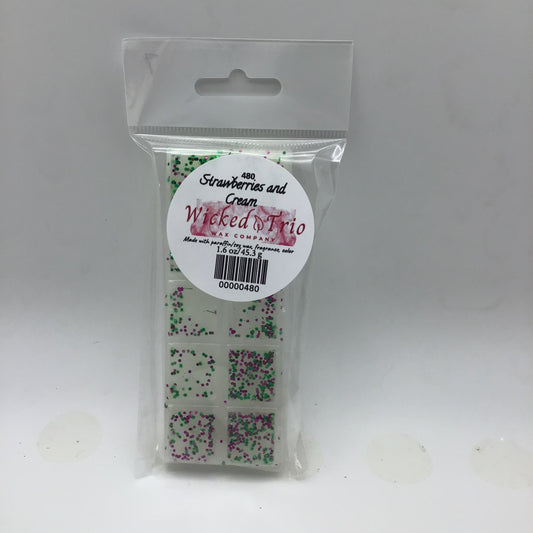 480
Strawberries and
Cream
Wicked Trio
WAX COMPANY
Made with paraffin/soy wax, fragrance, color
1.6 oz/45.3 g
00000480